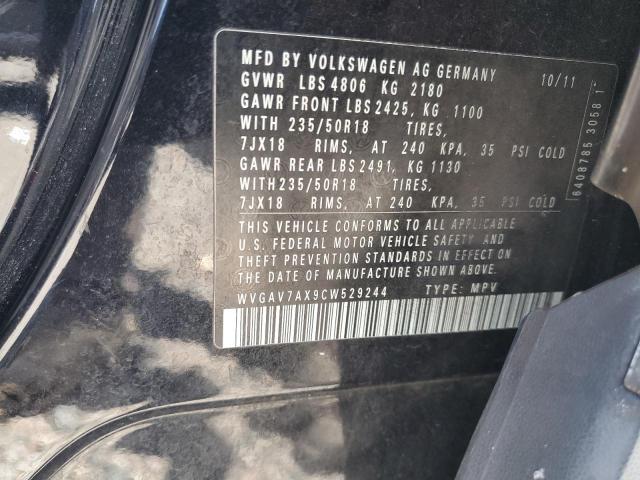 MFD BY VOLKSWAGEN AG GERMANY 10/11
GVWR LBS 4806 KG 2180
GAWR FRONT LBS 2425, KG 1100
WITH 235/50R18 TIRES,
7JX18 RIMS, AT 240 KPA, 35 PSI COLD
GAWR REAR LBS 2491, KG 1130
WITH235/50R18 TIRES,
7JX18 RIMS, AT 240 KPA, 35 PSI COLD
THIS VEHICLE CONFORMS TO ALL APPLICABLE
U.S. FEDERAL MOTOR VEHICLE SAFETY AND
THEFT PREVENTION STANDARDS IN EFFECT ON
THE DATE OF MANUFACTURE SHOWN ABOVE.
WVGAV7AX9CW529244 TYPE: MPV
6408785 3058 1